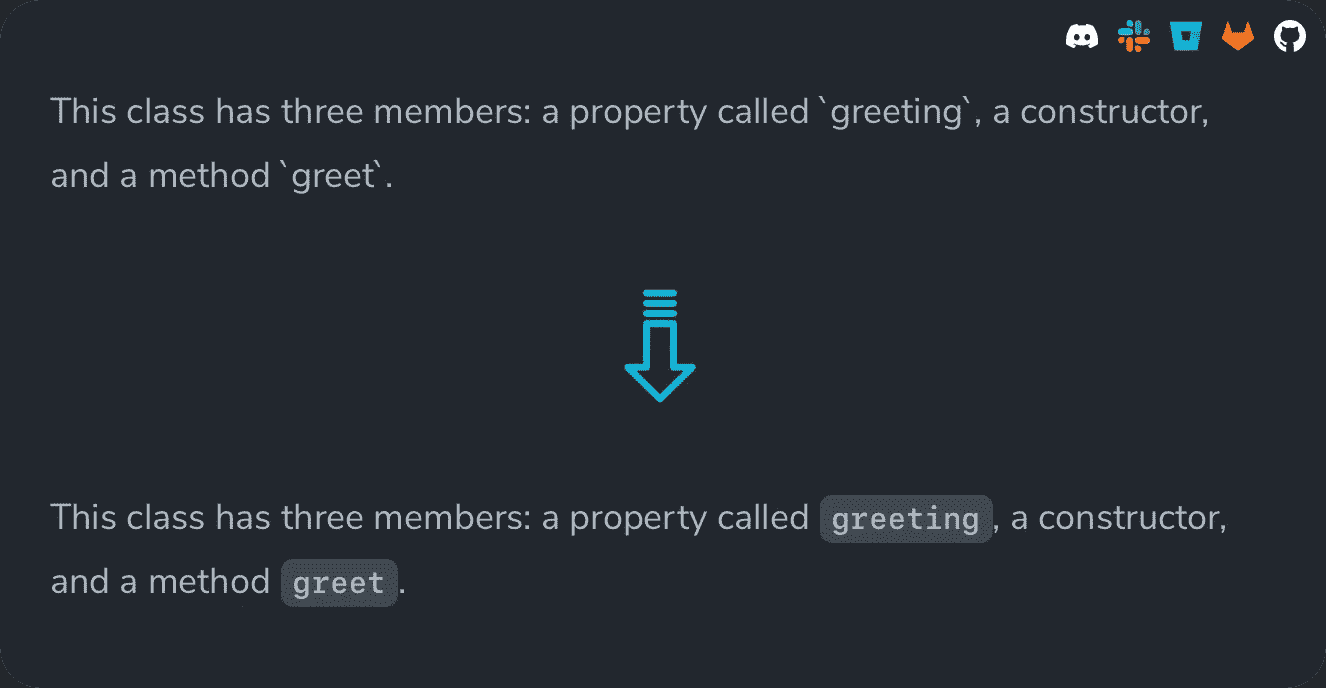 This class has three members: a property called `greeting`, a constructor,
and a method `greet`.
This class has three members: a property called greeting, a constructor,
and a method greet.